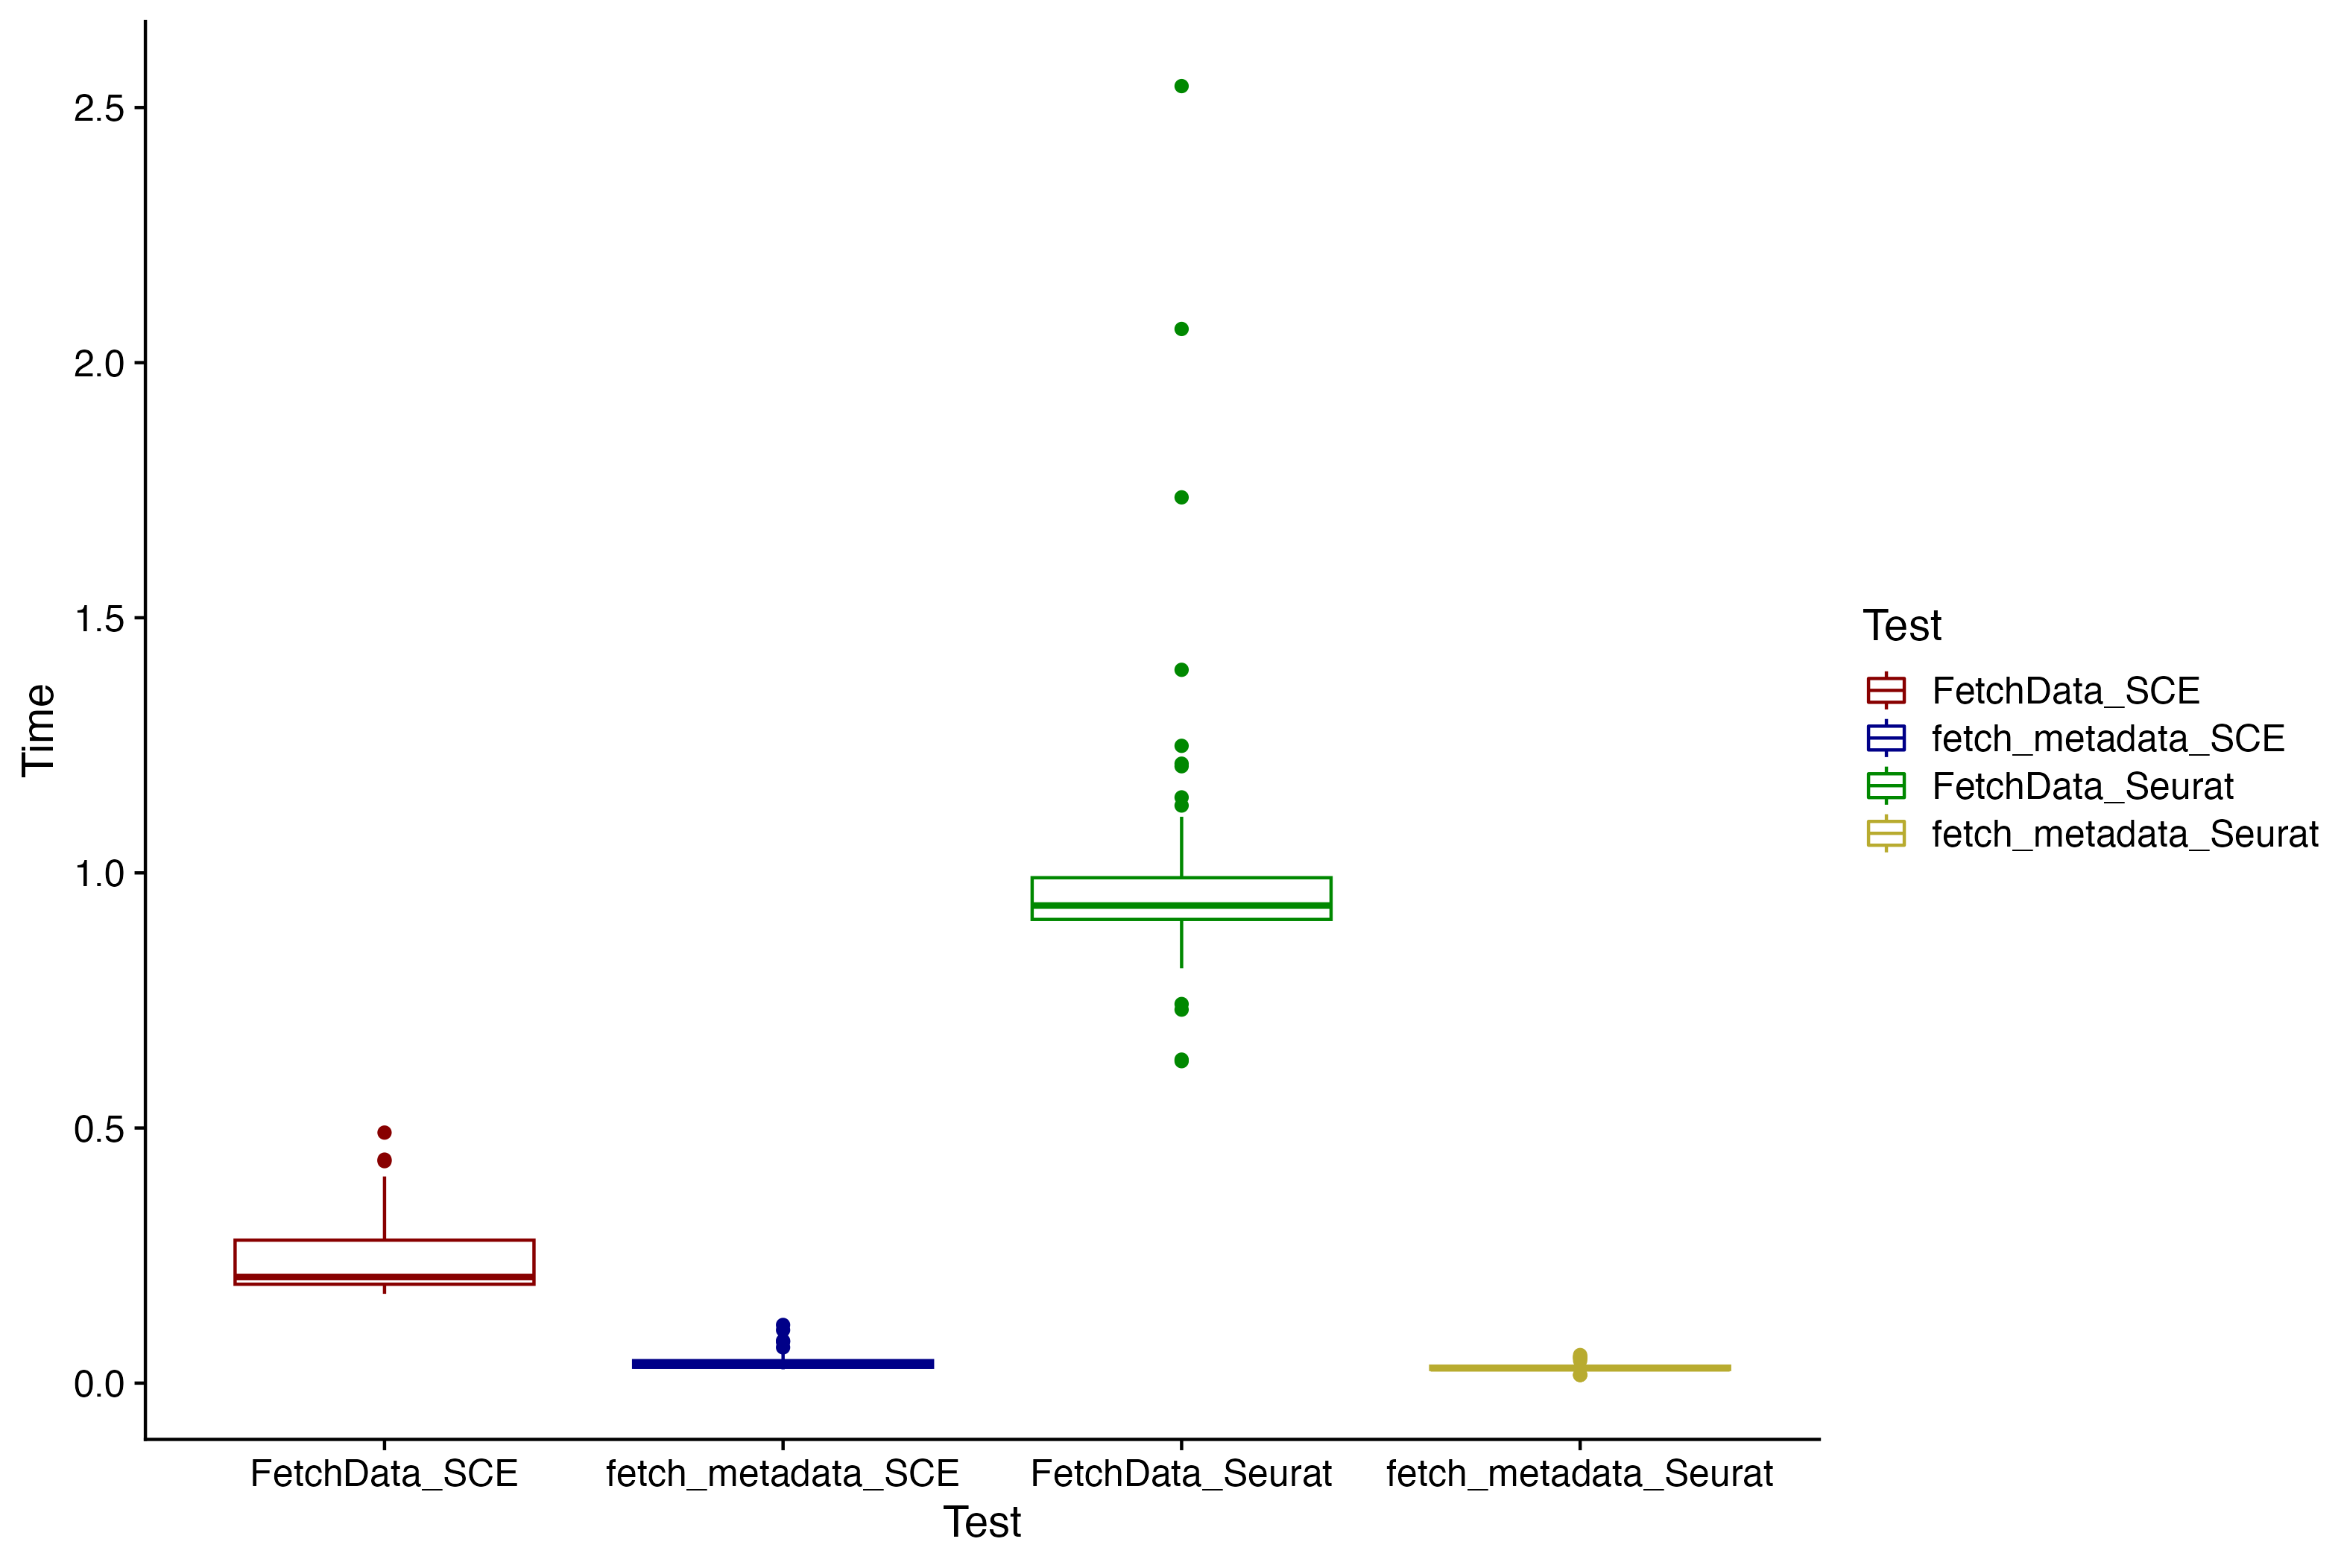 2.5
2.0
1.5
1.0
0.5
0.0
Time
FetchData_SCE
fetch_metadata_SCE
FetchData_Seurat
fetch_metadata_Seurat
Test
Test
FetchData_SCE
fetch_metadata_SCE
FetchData_Seurat
fetch_metadata_Seurat